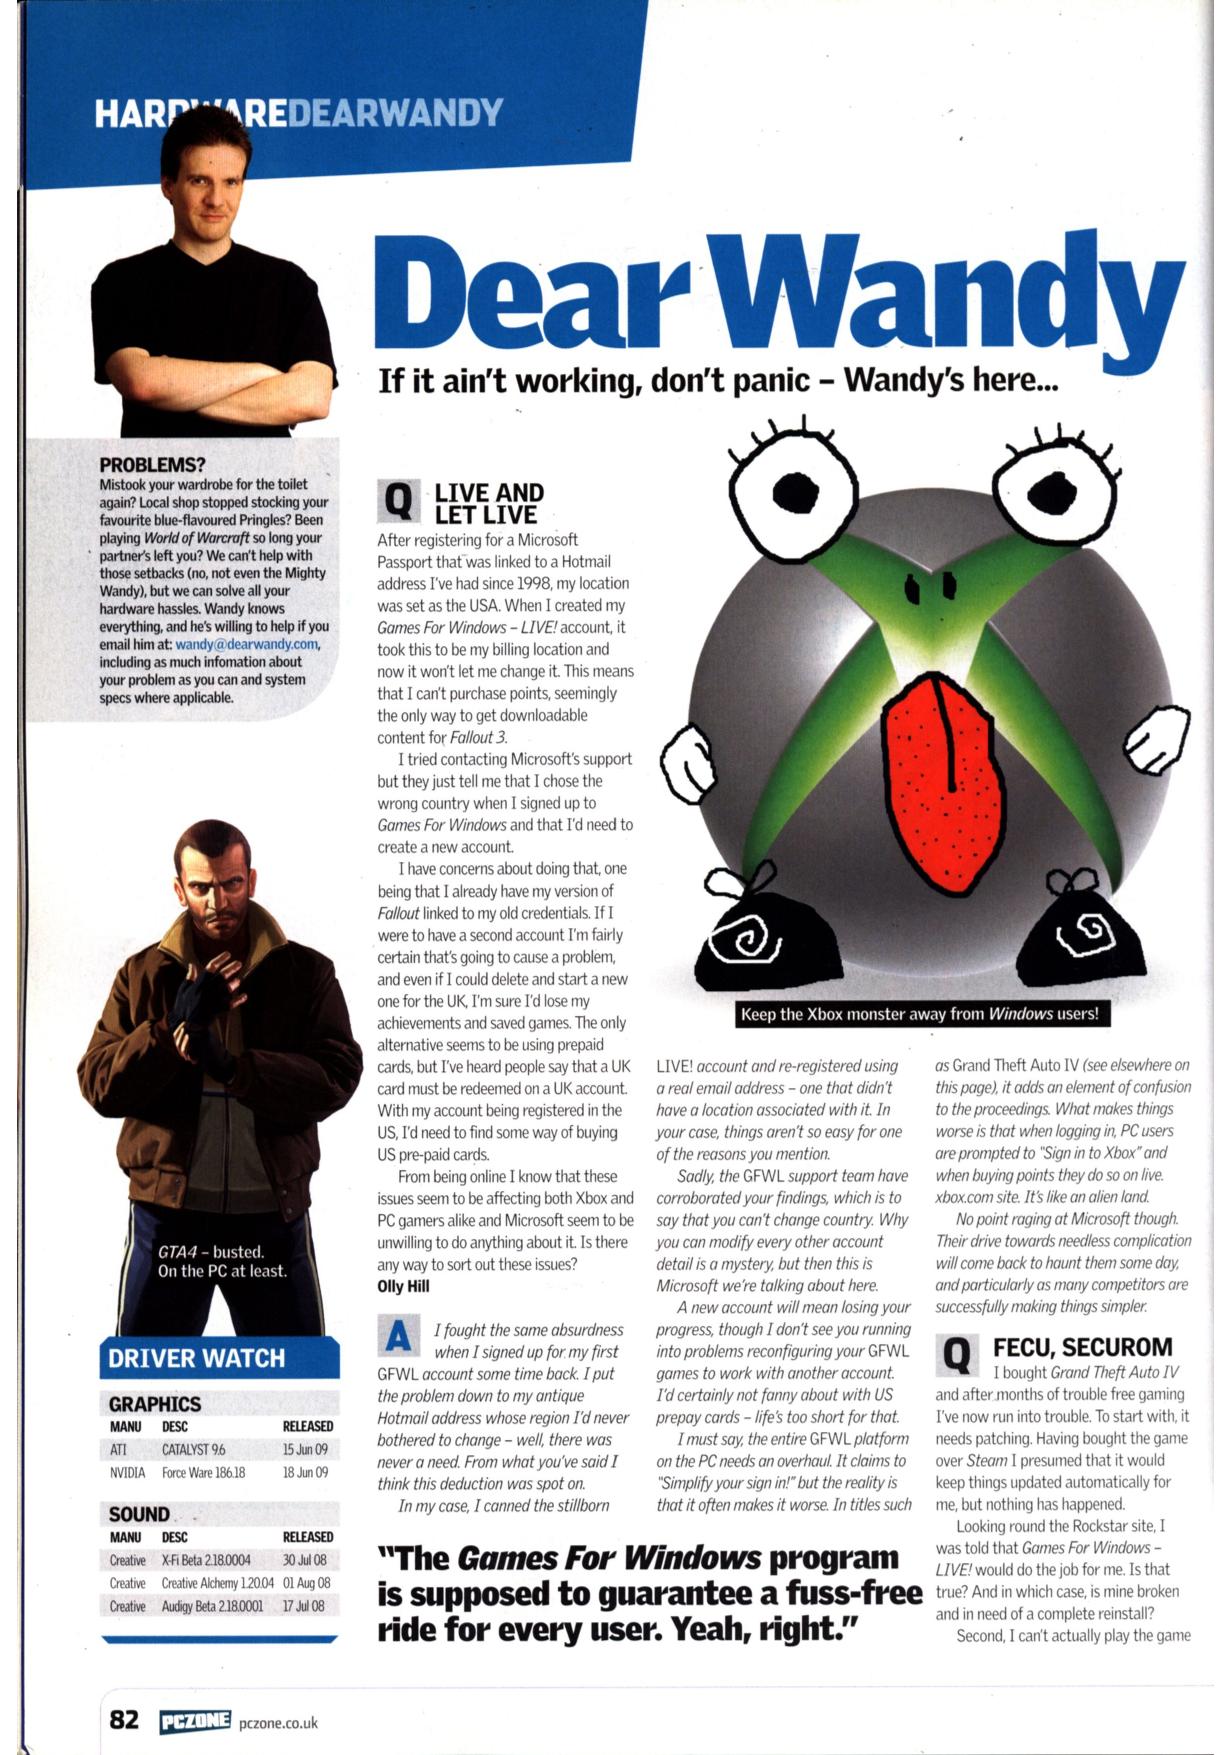 HARDWAREDEARWANDY
Dear Wandy
If it ain't working, don't panic – Wandy's here...
PROBLEMS?
Mistook your wardrobe for the toilet
again? Local shop stopped stocking your
favourite blue-flavoured Pringles? Been
playing World of Warcraft so long your
partner's left you? We can't help with
those setbacks (no, not even the Mighty
Wandy), but we can solve all your
hardware hassles. Wandy knows
everything, and he's willing to help if you
email him at: wandy@dearwandy.com,
including as much infomation about
your problem as you can and system
specs where applicable.
GTA4 – busted.
On the PC at least.
DRIVER WATCH
GRAPHICS
MANU DESC RELEASED
ATI CATALYST 9.6 15 Jun 09
NVIDIA Force Ware 186.18 18 Jun 09
SOUND
MANU DESC RELEASED
Creative X-Fi Beta 2.18.0004 30 Jul 08
Creative Creative Alchemy 1.20.04 01 Aug 08
Creative Audigy Beta 2.18.0001 17 Jul 08
Q LIVE AND
LET LIVE
After registering for a Microsoft
Passport that was linked to a Hotmail
address I've had since 1998, my location
was set as the USA. When I created my
Games For Windows – LIVE! account, it
took this to be my billing location and
now it won't let me change it. This means
that I can't purchase points, seemingly
the only way to get downloadable
content for Fallout 3.
I tried contacting Microsoft's support
but they just tell me that I chose the
wrong country when I signed up to
Games For Windows and that I'd need to
create a new account.
I have concerns about doing that, one
being that I already have my version of
Fallout linked to my old credentials. If I
were to have a second account I'm fairly
certain that's going to cause a problem,
and even if I could delete and start a new
one for the UK, I'm sure I'd lose my
achievements and saved games. The only
alternative seems to be using prepaid
cards, but I've heard people say that a UK
card must be redeemed on a UK account.
With my account being registered in the
US, I'd need to find some way of buying
US pre-paid cards.
From being online I know that these
issues seem to be affecting both Xbox and
PC gamers alike and Microsoft seem to be
unwilling to do anything about it. Is there
any way to sort out these issues?
Olly Hill
A I fought the same absurdness
when I signed up for my first
GFWL account some time back. I put
the problem down to my antique
Hotmail address whose region I'd never
bothered to change – well, there was
never a need. From what you've said I
think this deduction was spot on.
In my case, I canned the stillborn
Keep the Xbox monster away from Windows users!
LIVE! account and re-registered using
a real email address – one that didn't
have a location associated with it. In
your case, things aren't so easy for one
of the reasons you mention.
Sadly, the GFWL support team have
corroborated your findings, which is to
say that you can't change country. Why
you can modify every other account
detail is a mystery, but then this is
Microsoft we're talking about here.
A new account will mean losing your
progress, though I don't see you running
into problems reconfiguring your GFWL
games to work with another account.
I'd certainly not fanny about with US
prepay cards – life's too short for that.
I must say, the entire GFWL platform
on the PC needs an overhaul. It claims to
"Simplify your sign in!" but the reality is
that it often makes it worse. In titles such
"The Games For Windows program
is supposed to guarantee a fuss-free
ride for every user. Yeah, right."
as Grand Theft Auto IV (see elsewhere on
this page), it adds an element of confusion
to the proceedings. What makes things
worse is that when logging in, PC users
are prompted to "Sign in to Xbox" and
when buying points they do so on live.
xbox.com site. It's like an alien land.
No point raging at Microsoft though.
Their drive towards needless complication
will come back to haunt them some day,
and particularly as many competitors are
successfully making things simpler.
Q FECU, SECUROM
I bought Grand Theft Auto IV
and after months of trouble free gaming
I've now run into trouble. To start with, it
needs patching. Having bought the game
over Steam I presumed that it would
keep things updated automatically for
me, but nothing has happened.
Looking round the Rockstar site, I
was told that Games For Windows –
LIVE! would do the job for me. Is that
true? And in which case, is mine broken
and in need of a complete reinstall?
Second, I can't actually play the game
82 PCZONE pczone.co.uk